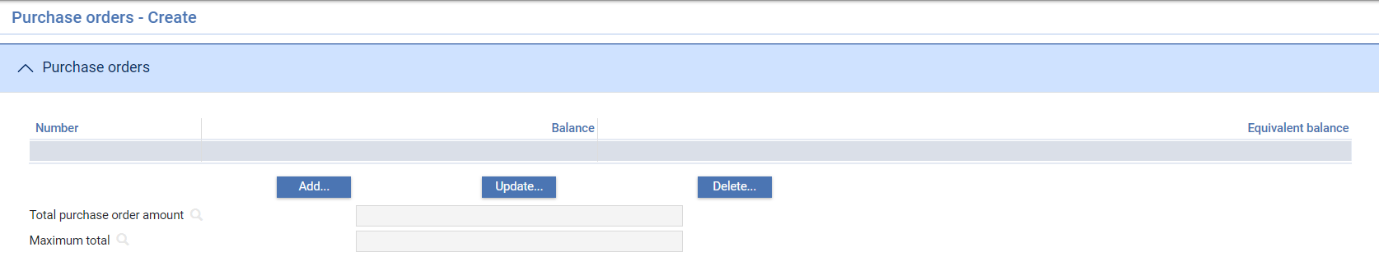 Purchase orders - Create
Purchase orders
Number Balance Equivalent balance
Add... Update... Delete...
Total purchase order amount
Maximum total